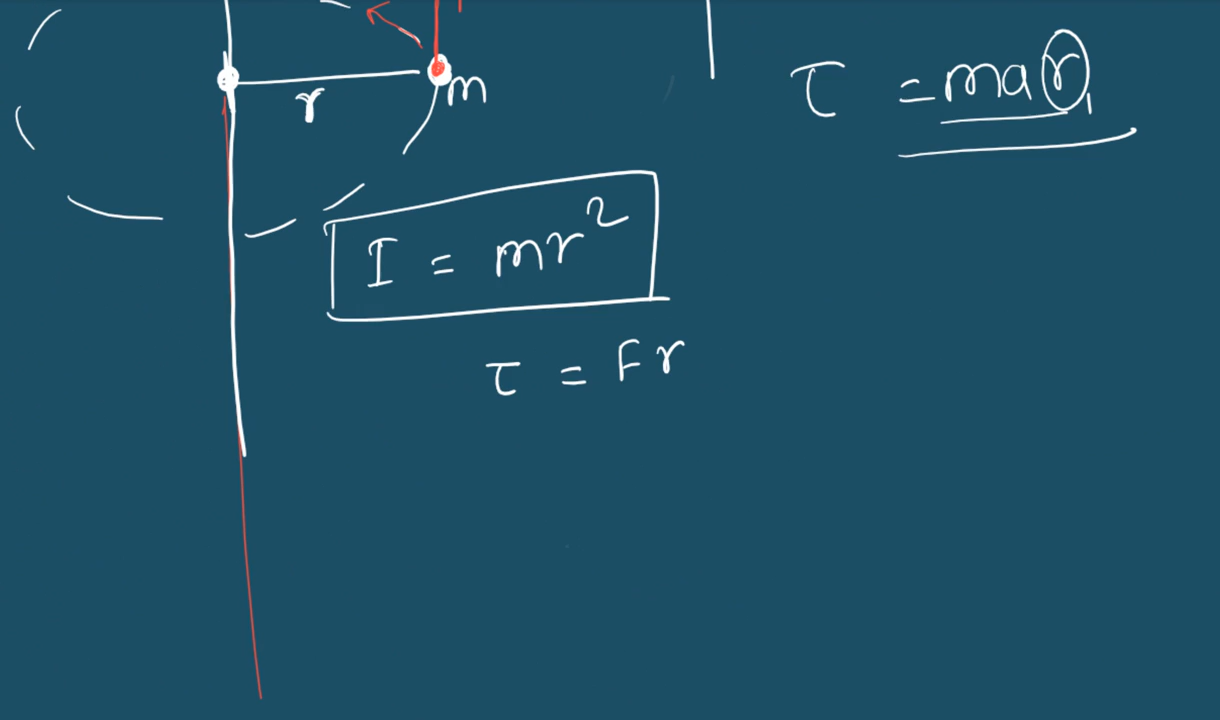 r
m
τ = mar
I = mr²
τ = Fr